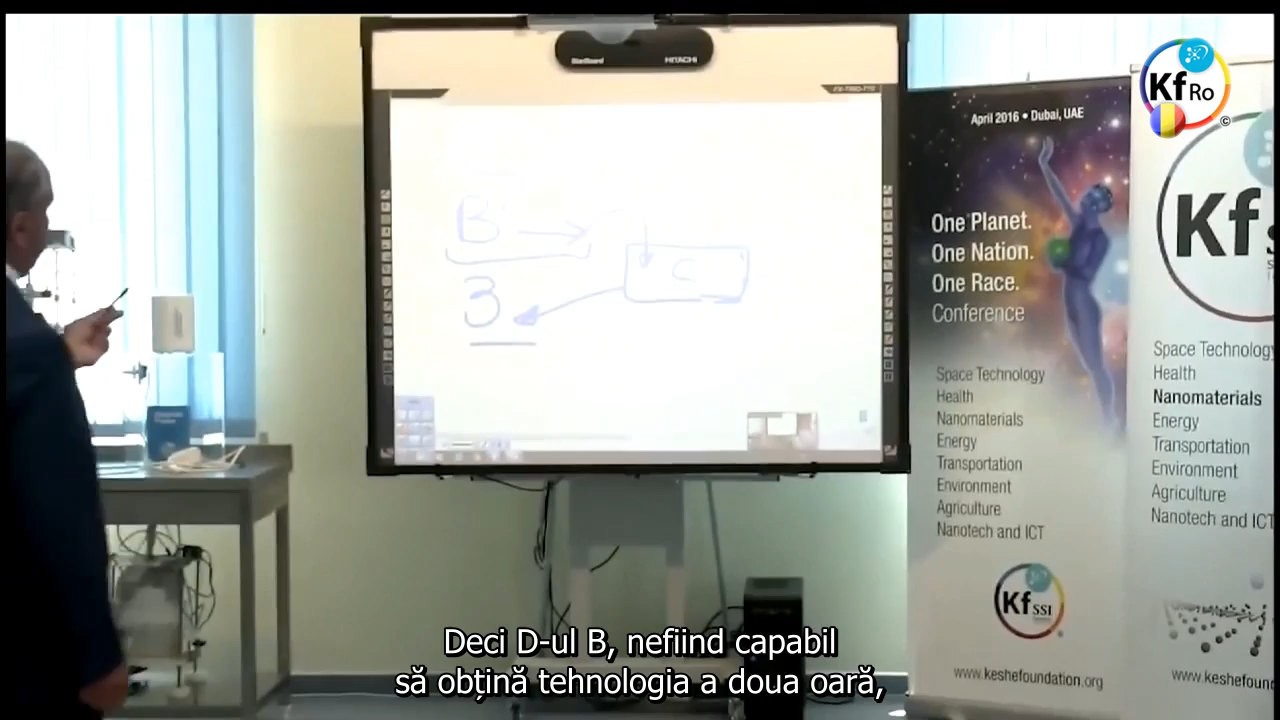 StarBoard
HITACHI
B
C
3
Kf Ro
©
April 2016 • Dubai, UAE
One Planet.
One Nation.
One Race.
Conference
Space Technology
Health
Nanomaterials
Energy
Transportation
Environment
Agriculture
Nanotech and ICT
Kf SSI
www.keshefoundation.org
Kf
Space Technology
Health
Nanomaterials
Energy
Transportation
Environment
Agriculture
Nanotech and ICT
www.keshefound
Deci D-ul B, nefiind capabil
să obțină tehnologia a doua oară,